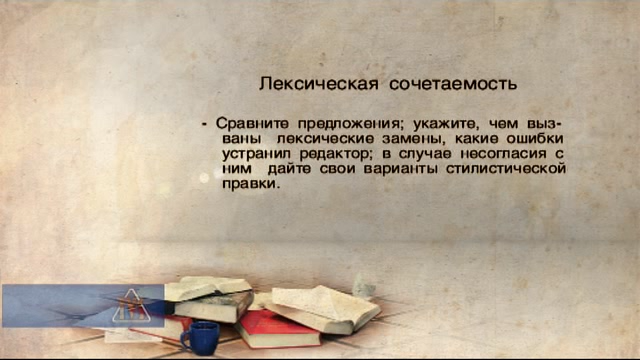 Лексическая сочетаемость
- Сравните предложения; укажите, чем выз-
ваны лексические замены, какие ошибки
устранил редактор; в случае несогласия с
ним дайте свои варианты стилистической
правки.